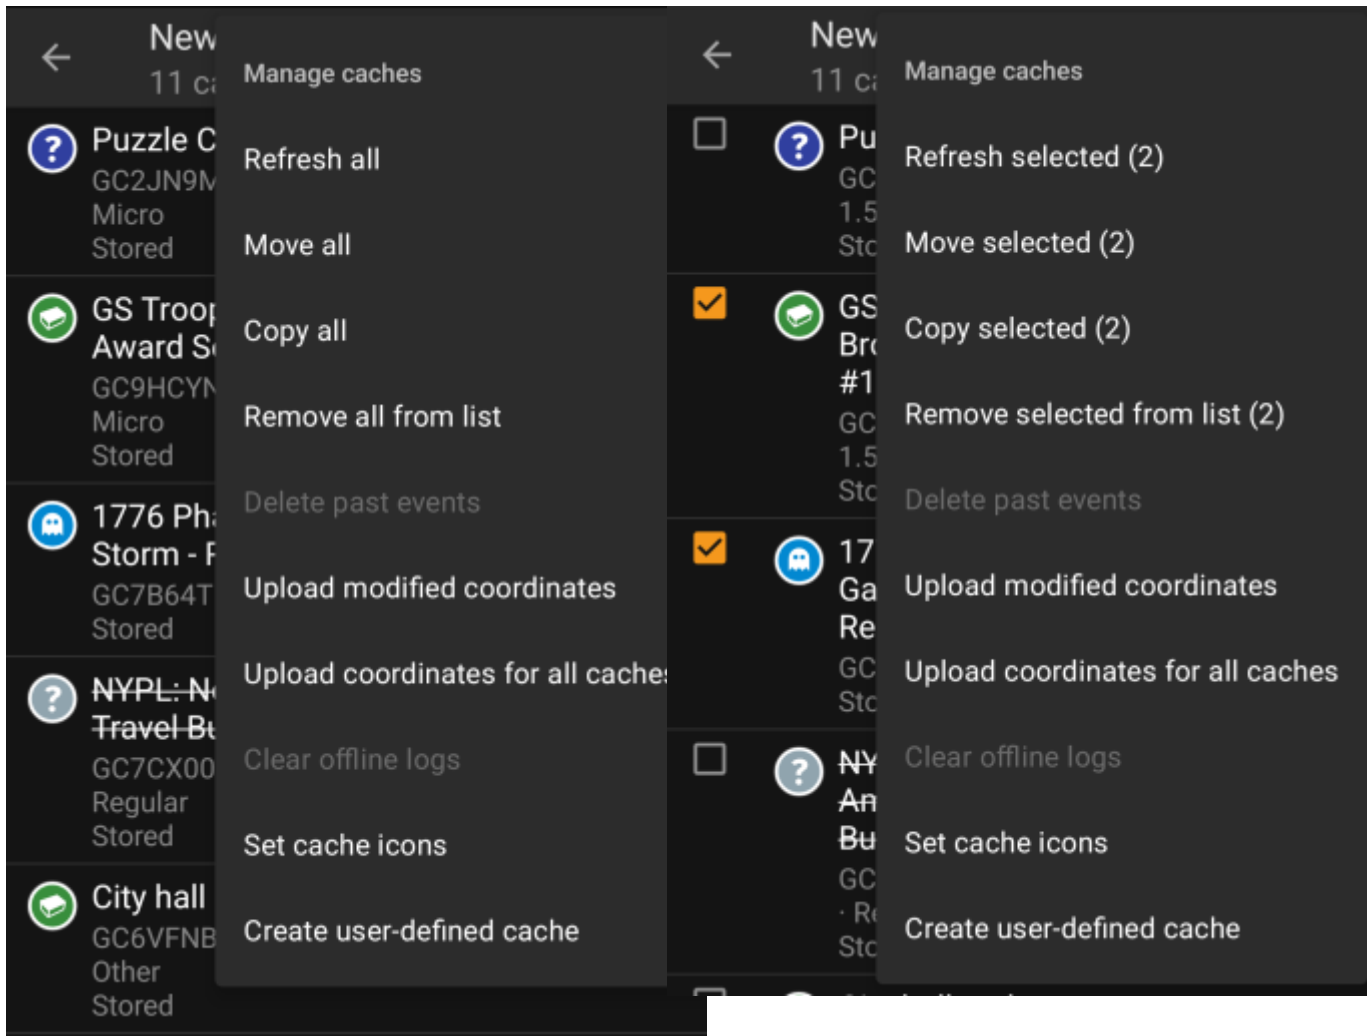 New
11 ca
Manage caches
Refresh all
Move all
Copy all
Remove all from list
Delete past events
Upload modified coordinates
Upload coordinates for all caches
Clear offline logs
Set cache icons
Create user-defined cache
Puzzle C
GC2JN9M
Micro
Stored
GS Troop
Award Se
GC9HCYN
Micro
Stored
1776 Pha
Storm - F
GC7B64T
Stored
NYPL: Ne
Travel Bu
GC7CX00
Regular
Stored
City hall
GC6VFNB
Other
Stored
New
11 ca
Manage caches
Refresh selected (2)
Move selected (2)
Copy selected (2)
Remove selected from list (2)
Delete past events
Upload modified coordinates
Upload coordinates for all caches
Clear offline logs
Set cache icons
Create user-defined cache
Pu
GC
1.5
Sto
GS
Bro
#1
GC
1.5
Sto
17
Ga
Re
GC
Sto
NY
Am
Bu
GC
· Re
Sto